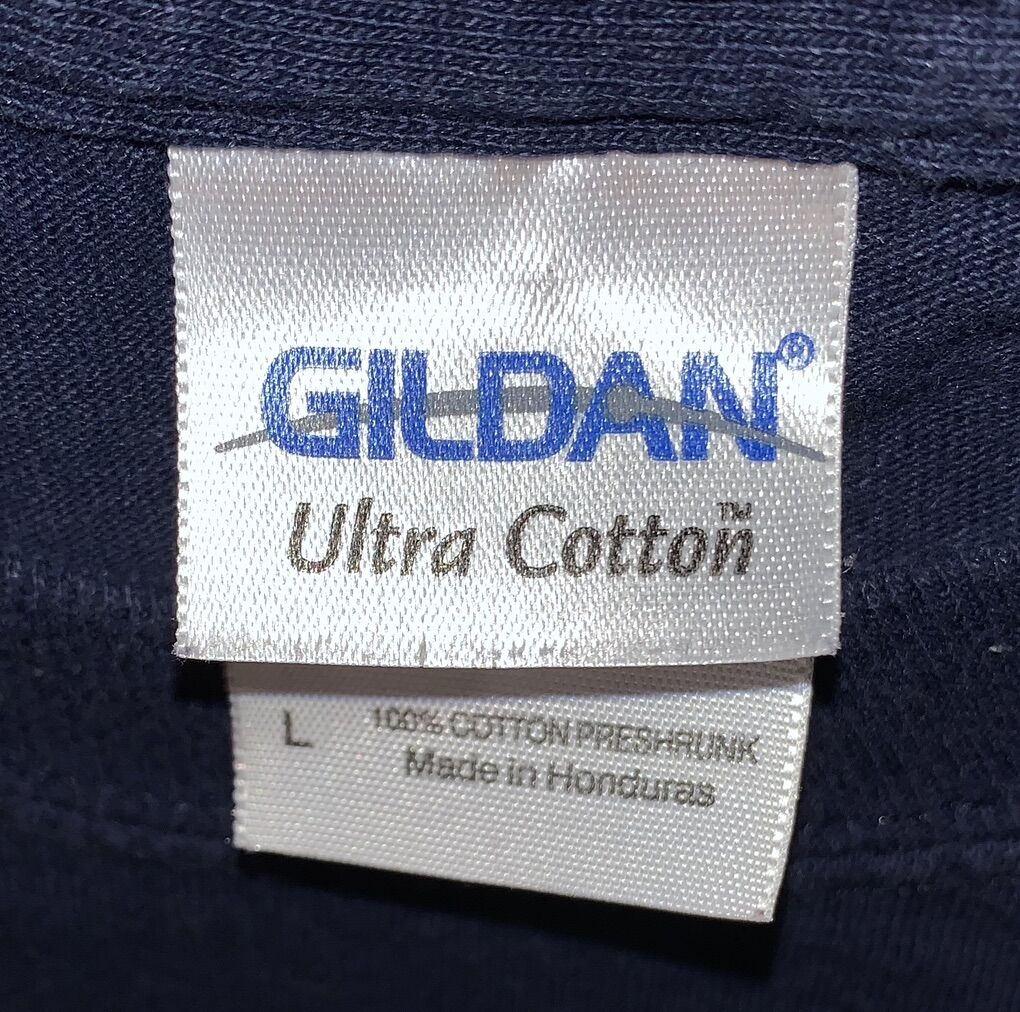 GILDAN®
Ultra Cotton™
L 100% COTTON PRESHRUNK
Made in Honduras